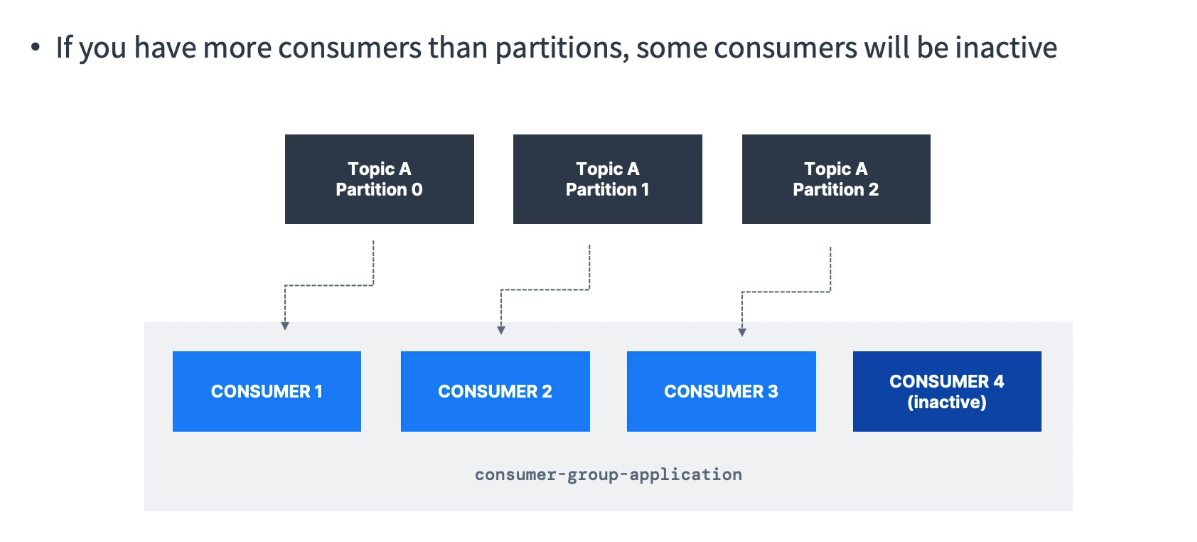 • If you have more consumers than partitions, some consumers will be inactive
Topic A
Partition 0
Topic A
Partition 1
Topic A
Partition 2
CONSUMER 1
CONSUMER 2
CONSUMER 3
CONSUMER 4
(inactive)
consumer-group-application